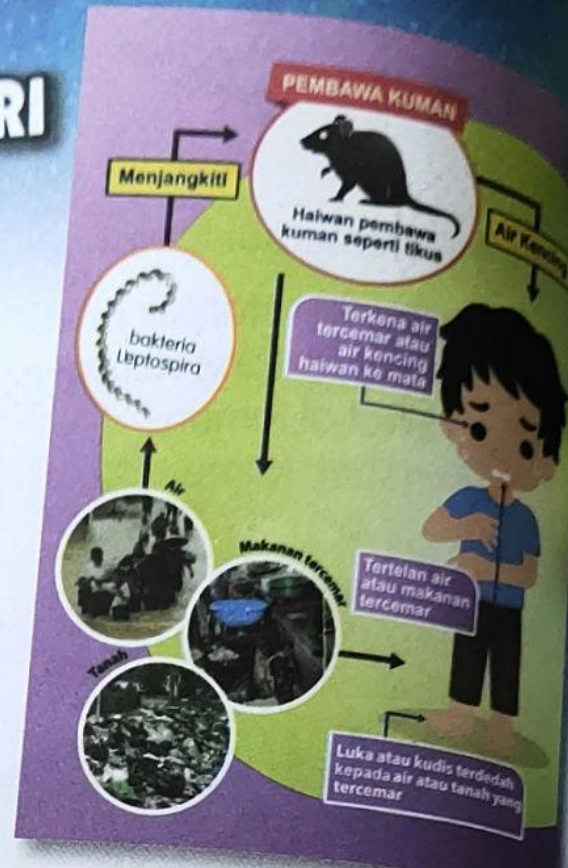 RI
PEMBAWA KUMAN
Menjangkiti
Haiwan pembawa
kuman seperti tikus
Air Kencing
Terkena air
tercemar atau
air kencing
haiwan ke mata
bakteria
Leptospira
Air
Makanan tercemar
Tertelan air
atau makanan
tercemar
Tanah
Luka atau kudis terdedah
kepada air atau tanah yang
tercemar